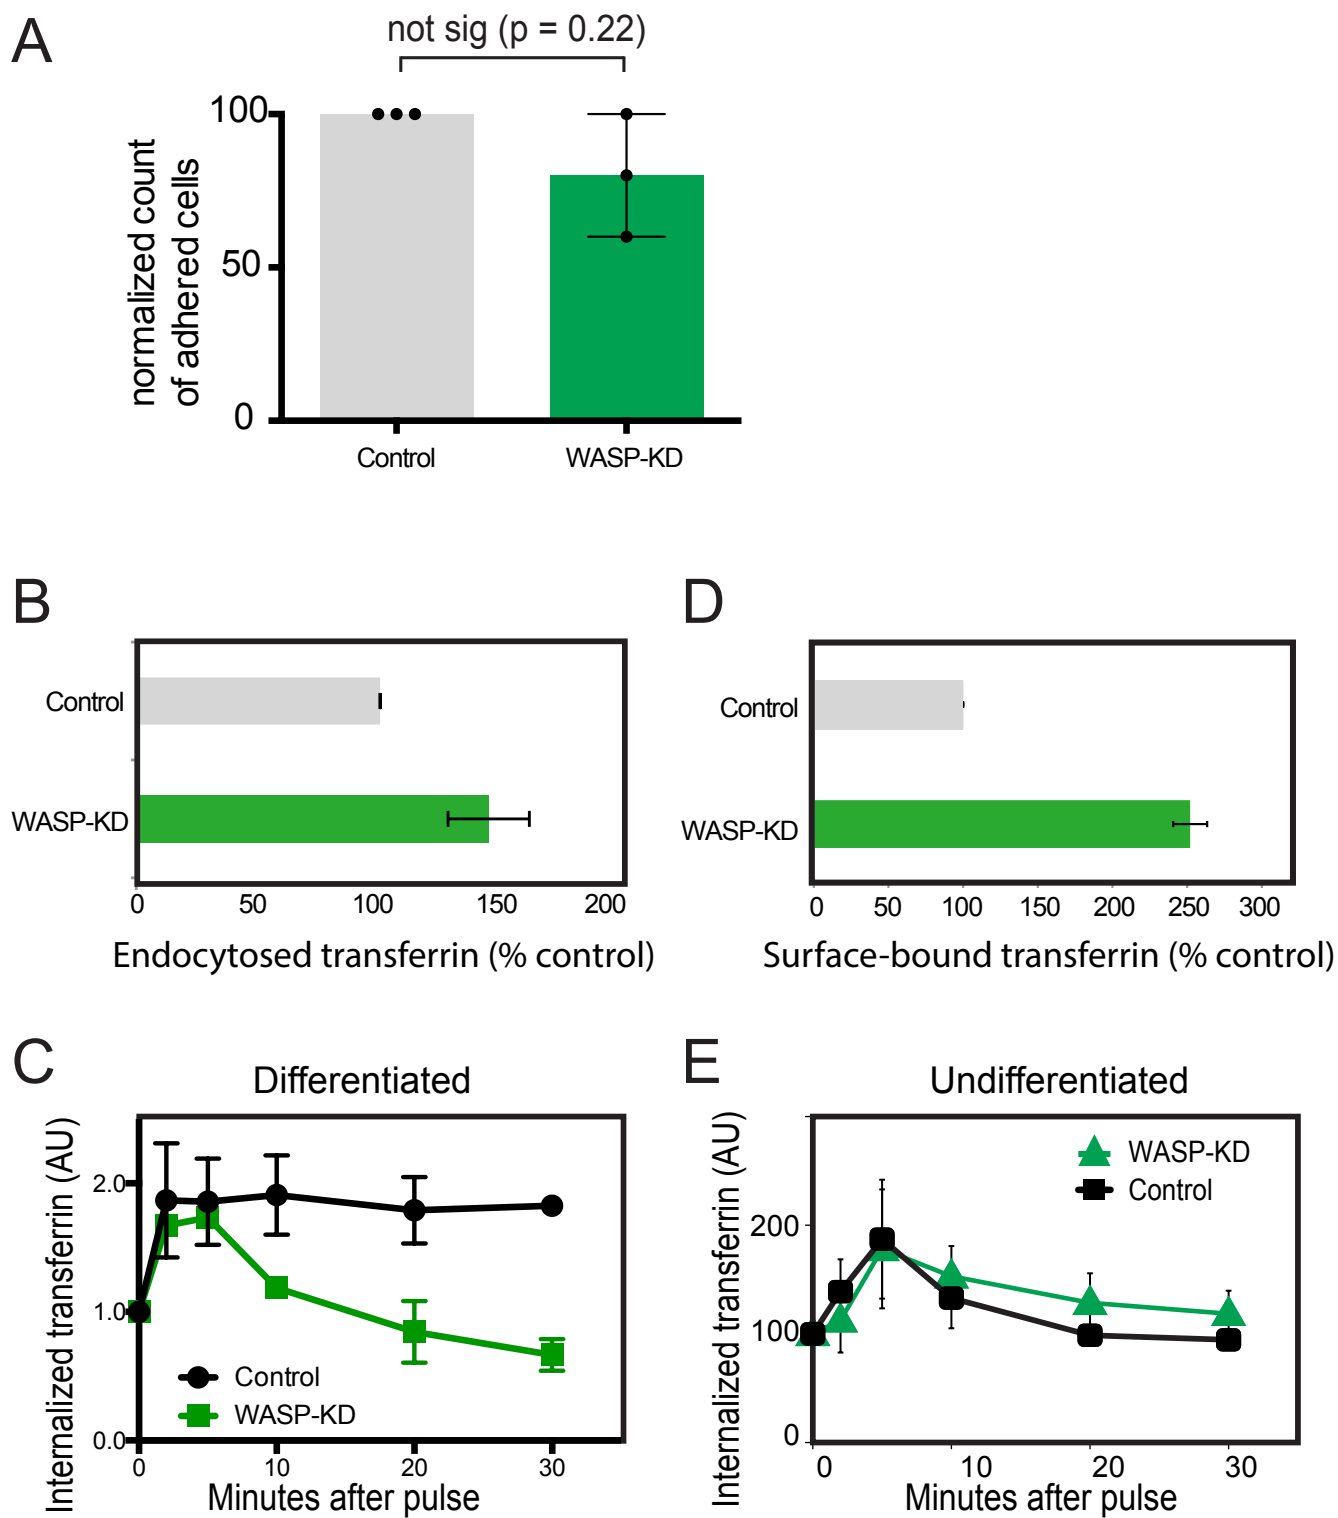 A
not sig (p = 0.22)
normalized count
of adhered cells
100
50
0
Control
WASP-KD
B
Control
WASP-KD
0 50 100 150 200
Endocytosed transferrin (% control)
D
Control
WASP-KD
0 50 100 150 200 250 300
Surface-bound transferrin (% control)
C
Differentiated
Internalized transferrin (AU)
2.0
1.0
0.0
Control
WASP-KD
0 10 20 30
Minutes after pulse
E
Undifferentiated
Internalized transferrin (AU)
200
100
0
WASP-KD
Control
0 10 20 30
Minutes after pulse